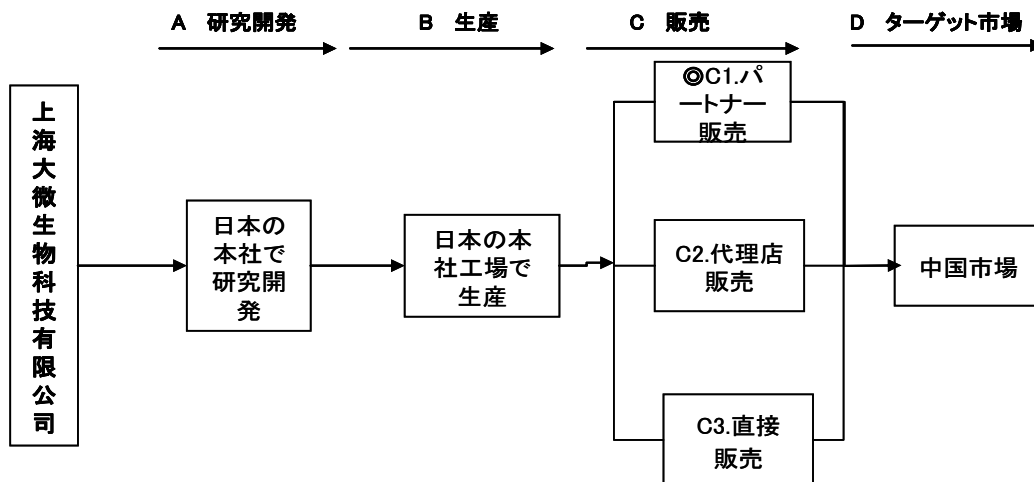 A 研究開発
B 生産
C 販売
D ターゲット市場
上海大微生物科技有限公司
日本の
本社で
研究開
発
日本の本
社工場で
生産
◎C1.パ
ートナー
販売
C2.代理店
販売
C3.直接
販売
中国市場